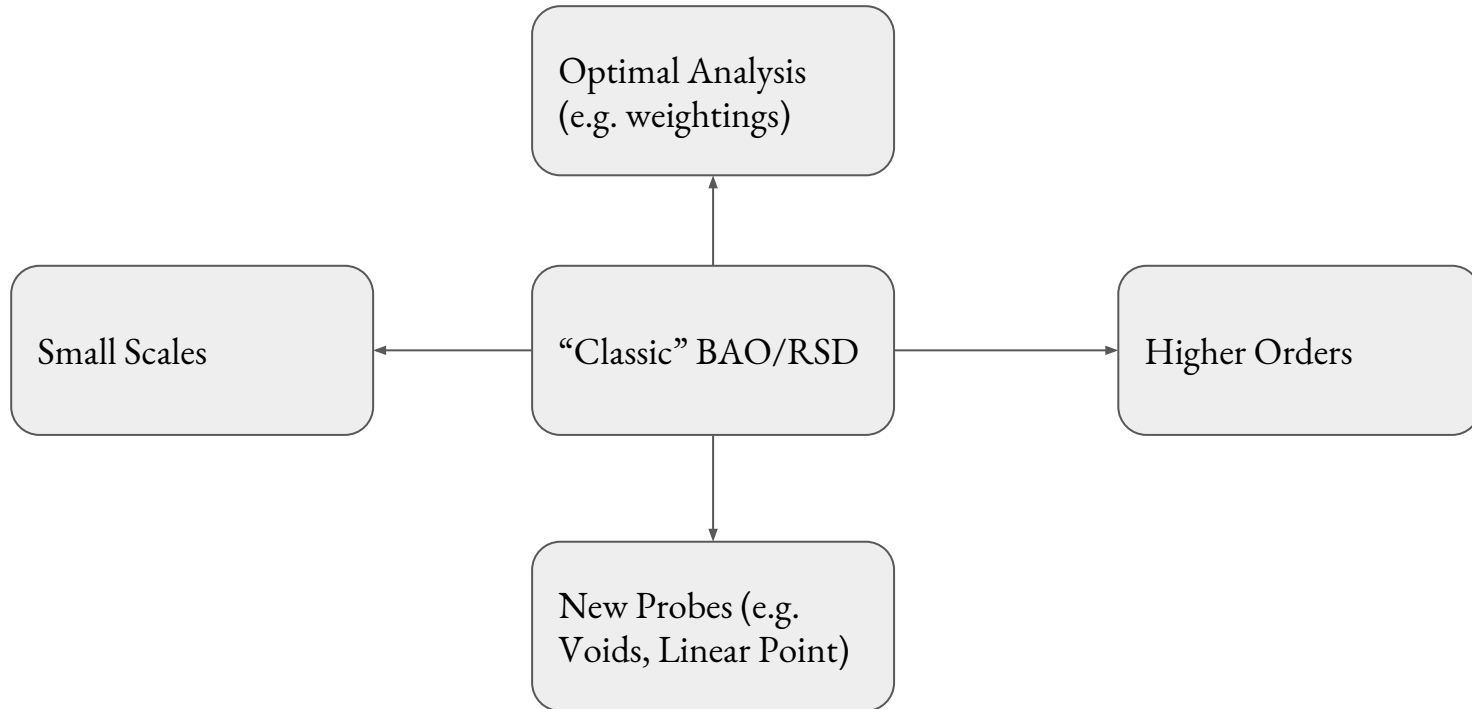 Optimal Analysis
(e.g. weightings)
Small Scales
“Classic” BAO/RSD
Higher Orders
New Probes (e.g.
Voids, Linear Point)